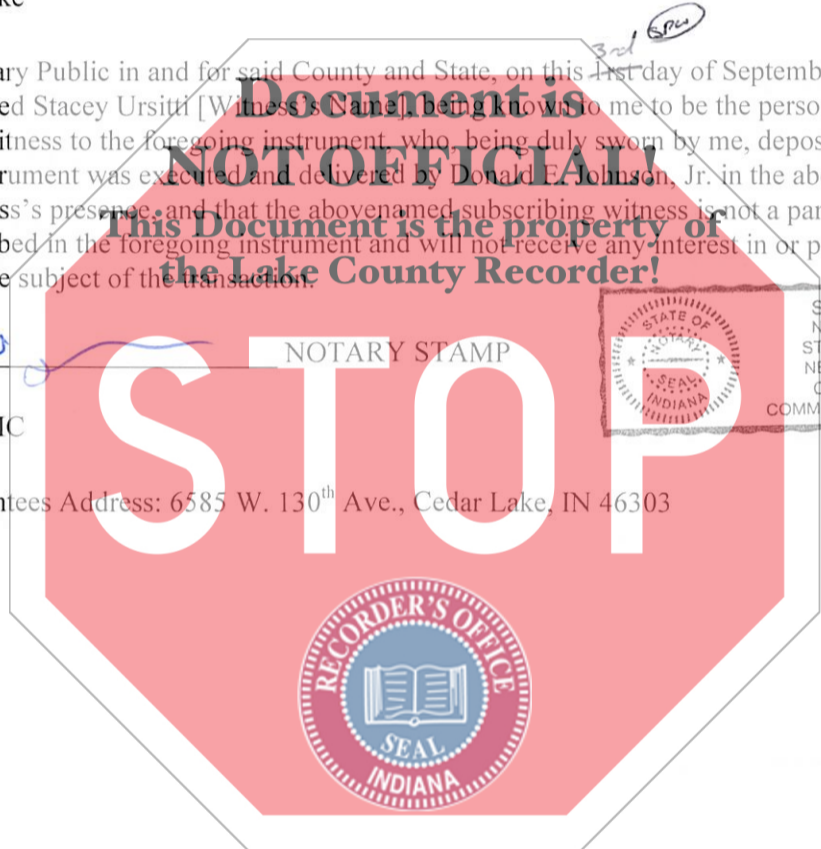 ke
3rd SPW
ary Public in and for said County and State, on this 1rst day of Septemb
ed Stacey Ursitti [Witness's Name], being known to me to be the perso
itness to the foregoing instrument, who, being duly sworn by me, depos
rument was executed and delivered by Donald E. Johnson, Jr. in the ab
ss's presence, and that the abovenamed subscribing witness is not a par
bed in the foregoing instrument and will not receive any interest in or p
e subject of the transaction.
Document is
NOT OFFICIAL!
This Document is the property of
the Lake County Recorder!
NOTARY STAMP
STATE OF
NOTARY
SEAL
INDIANA
S
N
ST
NE
C
COMM
IC
STOP
ntees Address: 6585 W. 130th Ave., Cedar Lake, IN 46303
RECORDER'S OFFICE
SEAL
INDIANA